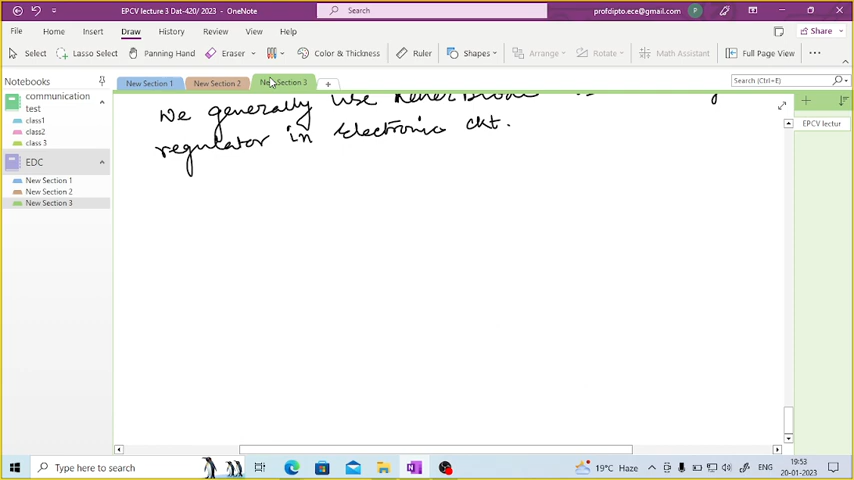 EPCV lecture 3 Dat-420/ 2023 - OneNote
Search
profdipto.ece@gmail.com
P
File
Home
Insert
Draw
History
Review
View
Help
Share
Select
Lasso Select
Panning Hand
Eraser
Color & Thickness
Ruler
Shapes
Arrange
Rotate
Math Assistant
Full Page View
Notebooks
New Section 1
New Section 2
New Section 3
Search (Ctrl+E)
communication
test
class1
class2
class 3
EDC
New Section 1
New Section 2
New Section 3
EPCV lectur
We generally use
regulator in Electronic ckt.
Type here to search
19°C Haze
ENG
19:53
20-01-2023